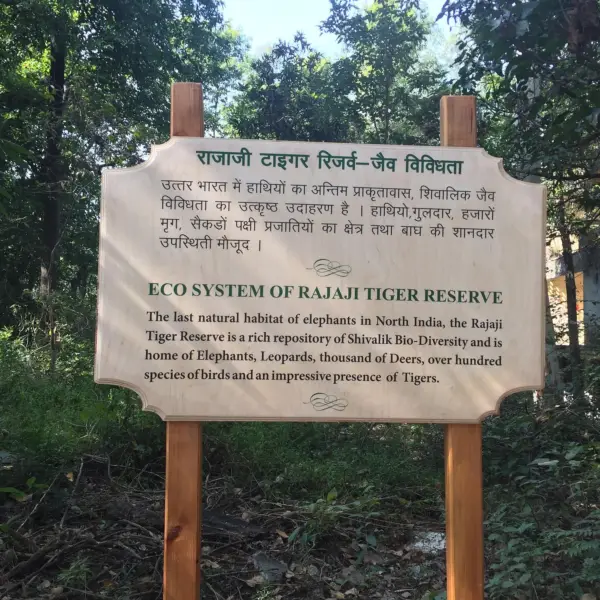 राजाजी टाइगर रिजर्व–जैव विविधता
उत्तर भारत में हाथियों का अन्तिम प्राकृतावास, शिवालिक जैव
विविधता का उत्कृष्ठ उदाहरण है । हाथियो,गुलदार, हजारों
मृग, सैकडों पक्षी प्रजातियों का क्षेत्र तथा बाघ की शानदार
उपस्थिती मौजूद ।
ECO SYSTEM OF RAJAJI TIGER RESERVE
The last natural habitat of elephants in North India, the Rajaji
Tiger Reserve is a rich repository of Shivalik Bio-Diversity and is
home of Elephants, Leopards, thousand of Deers, over hundred
species of birds and an impressive presence of Tigers.